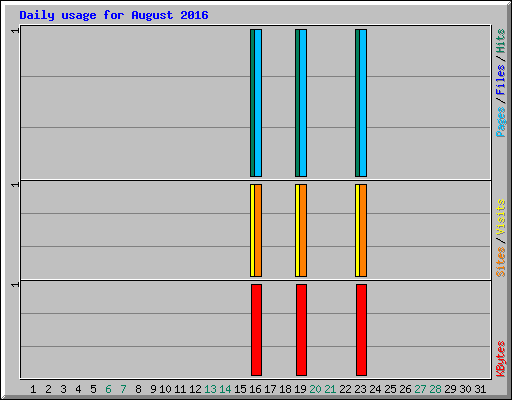 Daily usage for August 2016
1
1
1
Pages/Files/Hits
Sites/Visits
KBytes
1 2 3 4 5 6 7 8 9 10 11 12 13 14 15 16 17 18 19 20 21 22 23 24 25 26 27 28 29 30 31